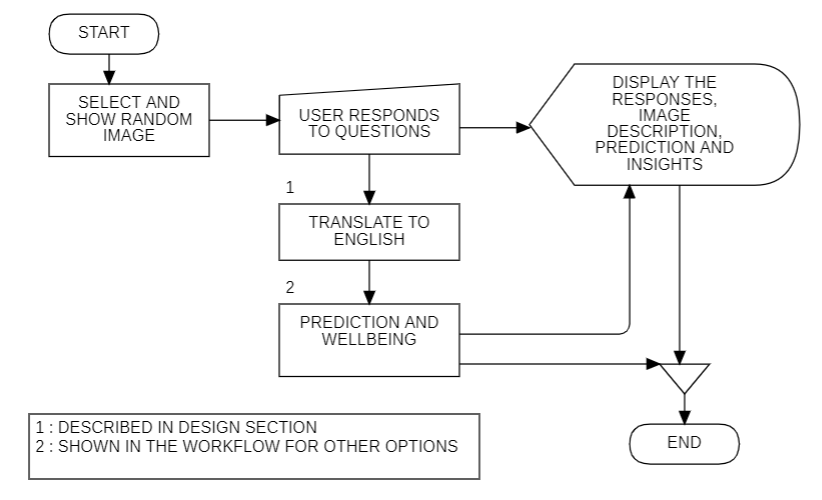 START
SELECT AND
SHOW RANDOM
IMAGE
USER RESPONDS
TO QUESTIONS
DISPLAY THE
RESPONSES,
IMAGE
DESCRIPTION,
PREDICTION AND
INSIGHTS
1
TRANSLATE TO
ENGLISH
2
PREDICTION AND
WELLBEING
1 : DESCRIBED IN DESIGN SECTION
2 : SHOWN IN THE WORKFLOW FOR OTHER OPTIONS
END